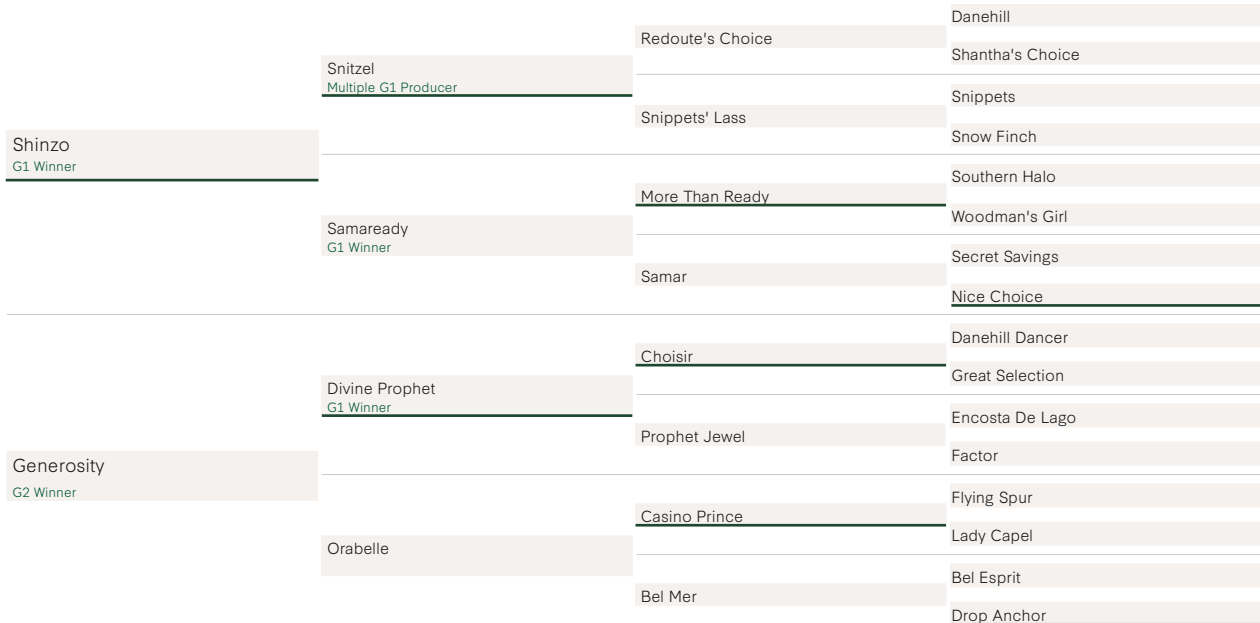 Danehill
Redoute's Choice
Shantha's Choice
Snitzel
Multiple G1 Producer
Snippets
Snippets' Lass
Snow Finch
Shinzo
G1 Winner
Southern Halo
More Than Ready
Woodman's Girl
Samaready
G1 Winner
Secret Savings
Samar
Nice Choice
Danehill Dancer
Choisir
Great Selection
Divine Prophet
G1 Winner
Encosta De Lago
Prophet Jewel
Factor
Generosity
G2 Winner
Flying Spur
Casino Prince
Lady Capel
Orabelle
Bel Esprit
Bel Mer
Drop Anchor